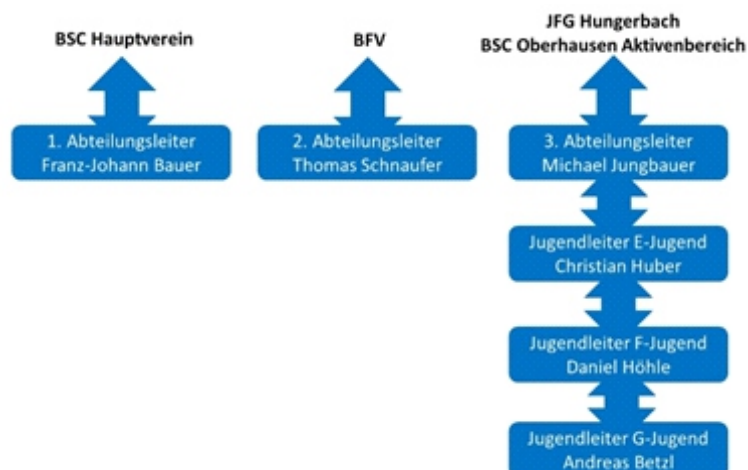 BSC Hauptverein
BFV
JFG Hungerbach
BSC Oberhausen Aktivenbereich
1. Abteilungsleiter
Franz-Johann Bauer
2. Abteilungsleiter
Thomas Schnaufer
3. Abteilungsleiter
Michael Jungbauer
Jugendleiter E-Jugend
Christian Huber
Jugendleiter F-Jugend
Daniel Höhle
Jugendleiter G-Jugend
Andreas Betzl